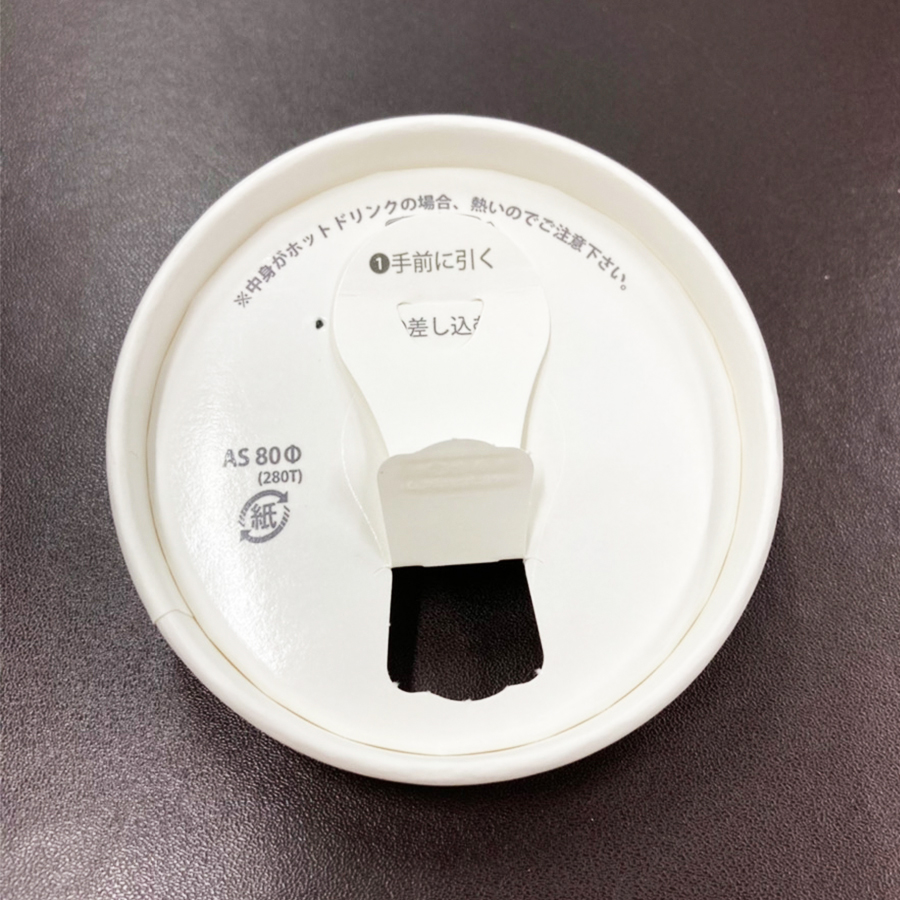 ※中身がホットドリンクの場合、熱いのでご注意下さい。
❶手前に引く
差し込
AS 80Φ
(280T)
紙